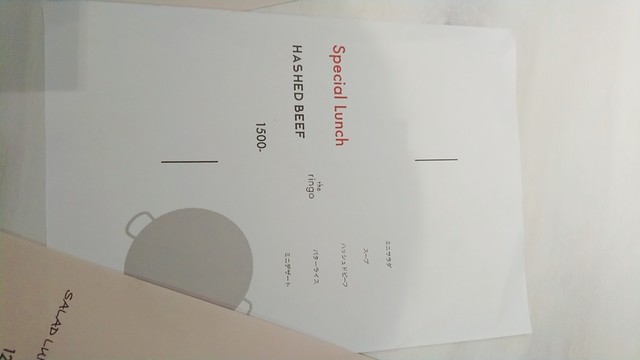 Special Lunch
HASHED BEEF
1500-
the
ringo
ミニサラダ
スープ
ハッシュドビーフ
バターライス
ミニデザート
SALAD LU
12